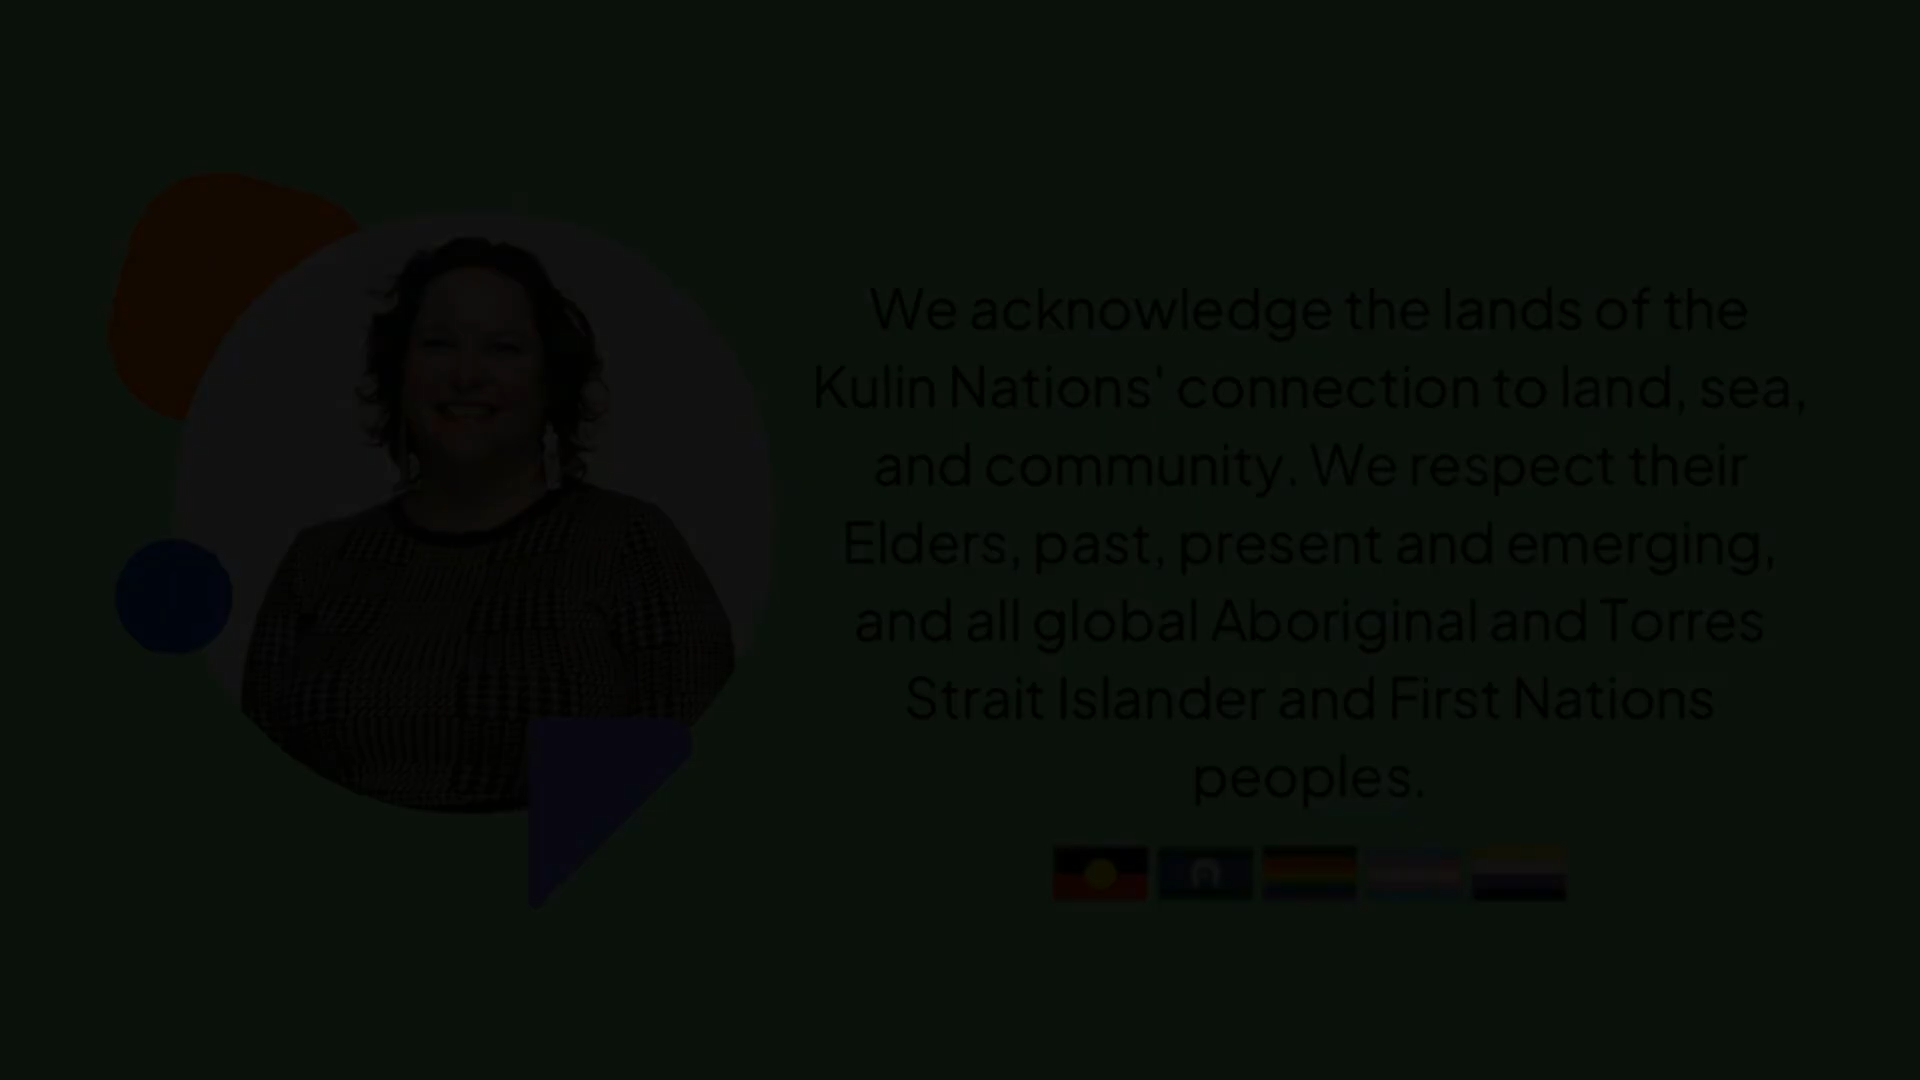 We acknowledge the lands of the
Kulin Nations' connection to land, sea,
and community. We respect their
Elders, past, present and emerging,
and all global Aboriginal and Torres
Strait Islander and First Nations
peoples.